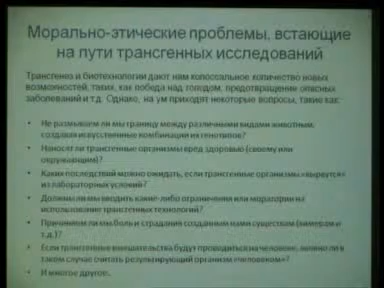 Морально-этические проблемы, встающие
на пути трансгенных исследований
Трансгенез и биотехнологии дают нам колоссальное количество новых
возможностей, таких, как победа над голодом, предотвращение опасных
заболеваний и т.д. Однако, на ум приходят некоторые вопросы, такие как:
• Не размываем ли мы границу между различными видами животным,
создавая искусственные комбинации их генотипов?
• Наносят ли трансгенные организмы вред здоровью (своему или
окружающим)?
• Каких последствий можно ожидать, если трансгенные организмы «вырвутся»
из лабораторных условий?
• Должны ли мы вводить какие-либо ограничения или моратории на
использование трансгенных технологий?
• Причиняем ли мы боль и страдания созданным нами существам (химерам и
т.д.)?
• Если трансгенные вмешательства будут проводиться на человеке, можно ли в
таком случае считать результирующий организм «человеком»?
• И многое другое.